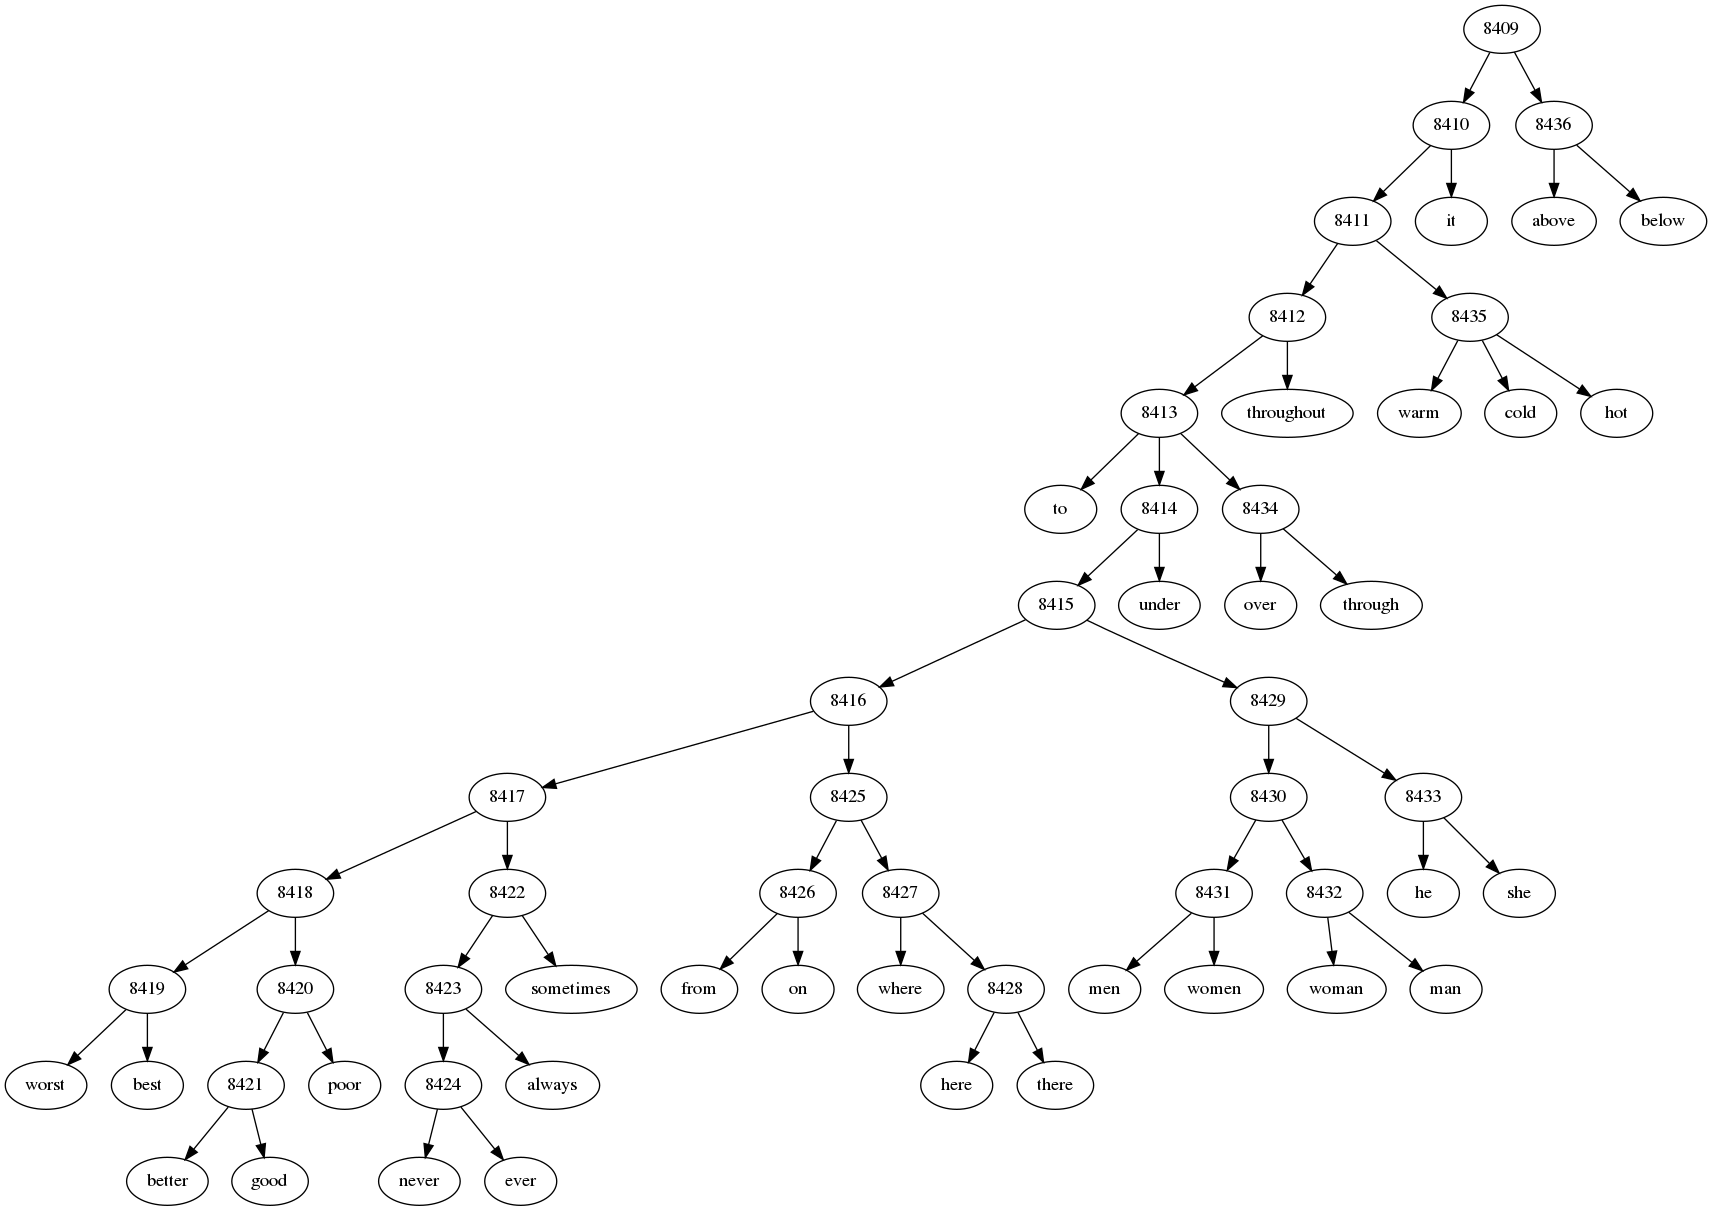 8409
8410 8436
8411 it above below
8412 8435
8413 throughout warm cold hot
to 8414 8434
8415 under over through
8416 8429
8417 8425 8430 8433
8418 8422 8426 8427 8431 8432 he she
8419 8420 8423 sometimes from on where 8428 men women woman man
worst best 8421 poor 8424 always here there
better good never ever